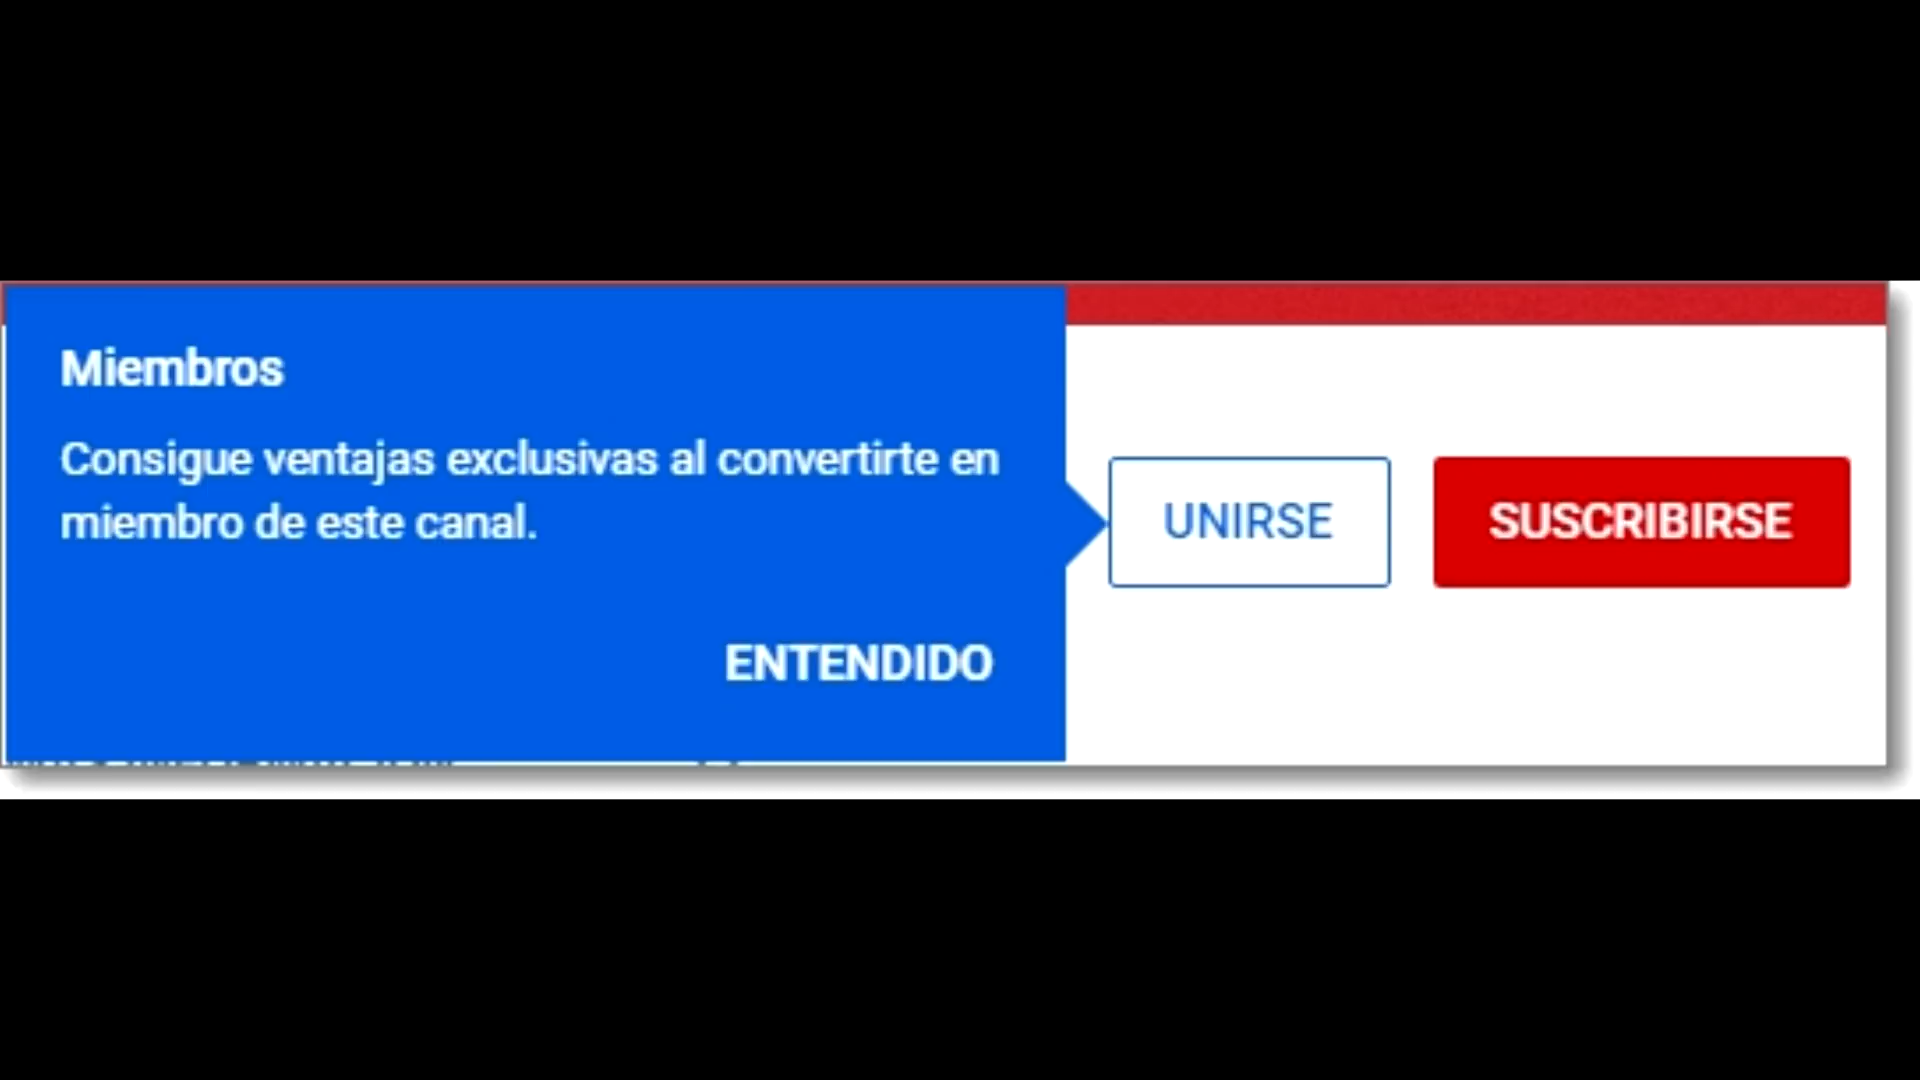 Miembros
Consigue ventajas exclusivas al convertirte en
miembro de este canal.
UNIRSE
SUSCRIBIRSE
ENTENDIDO